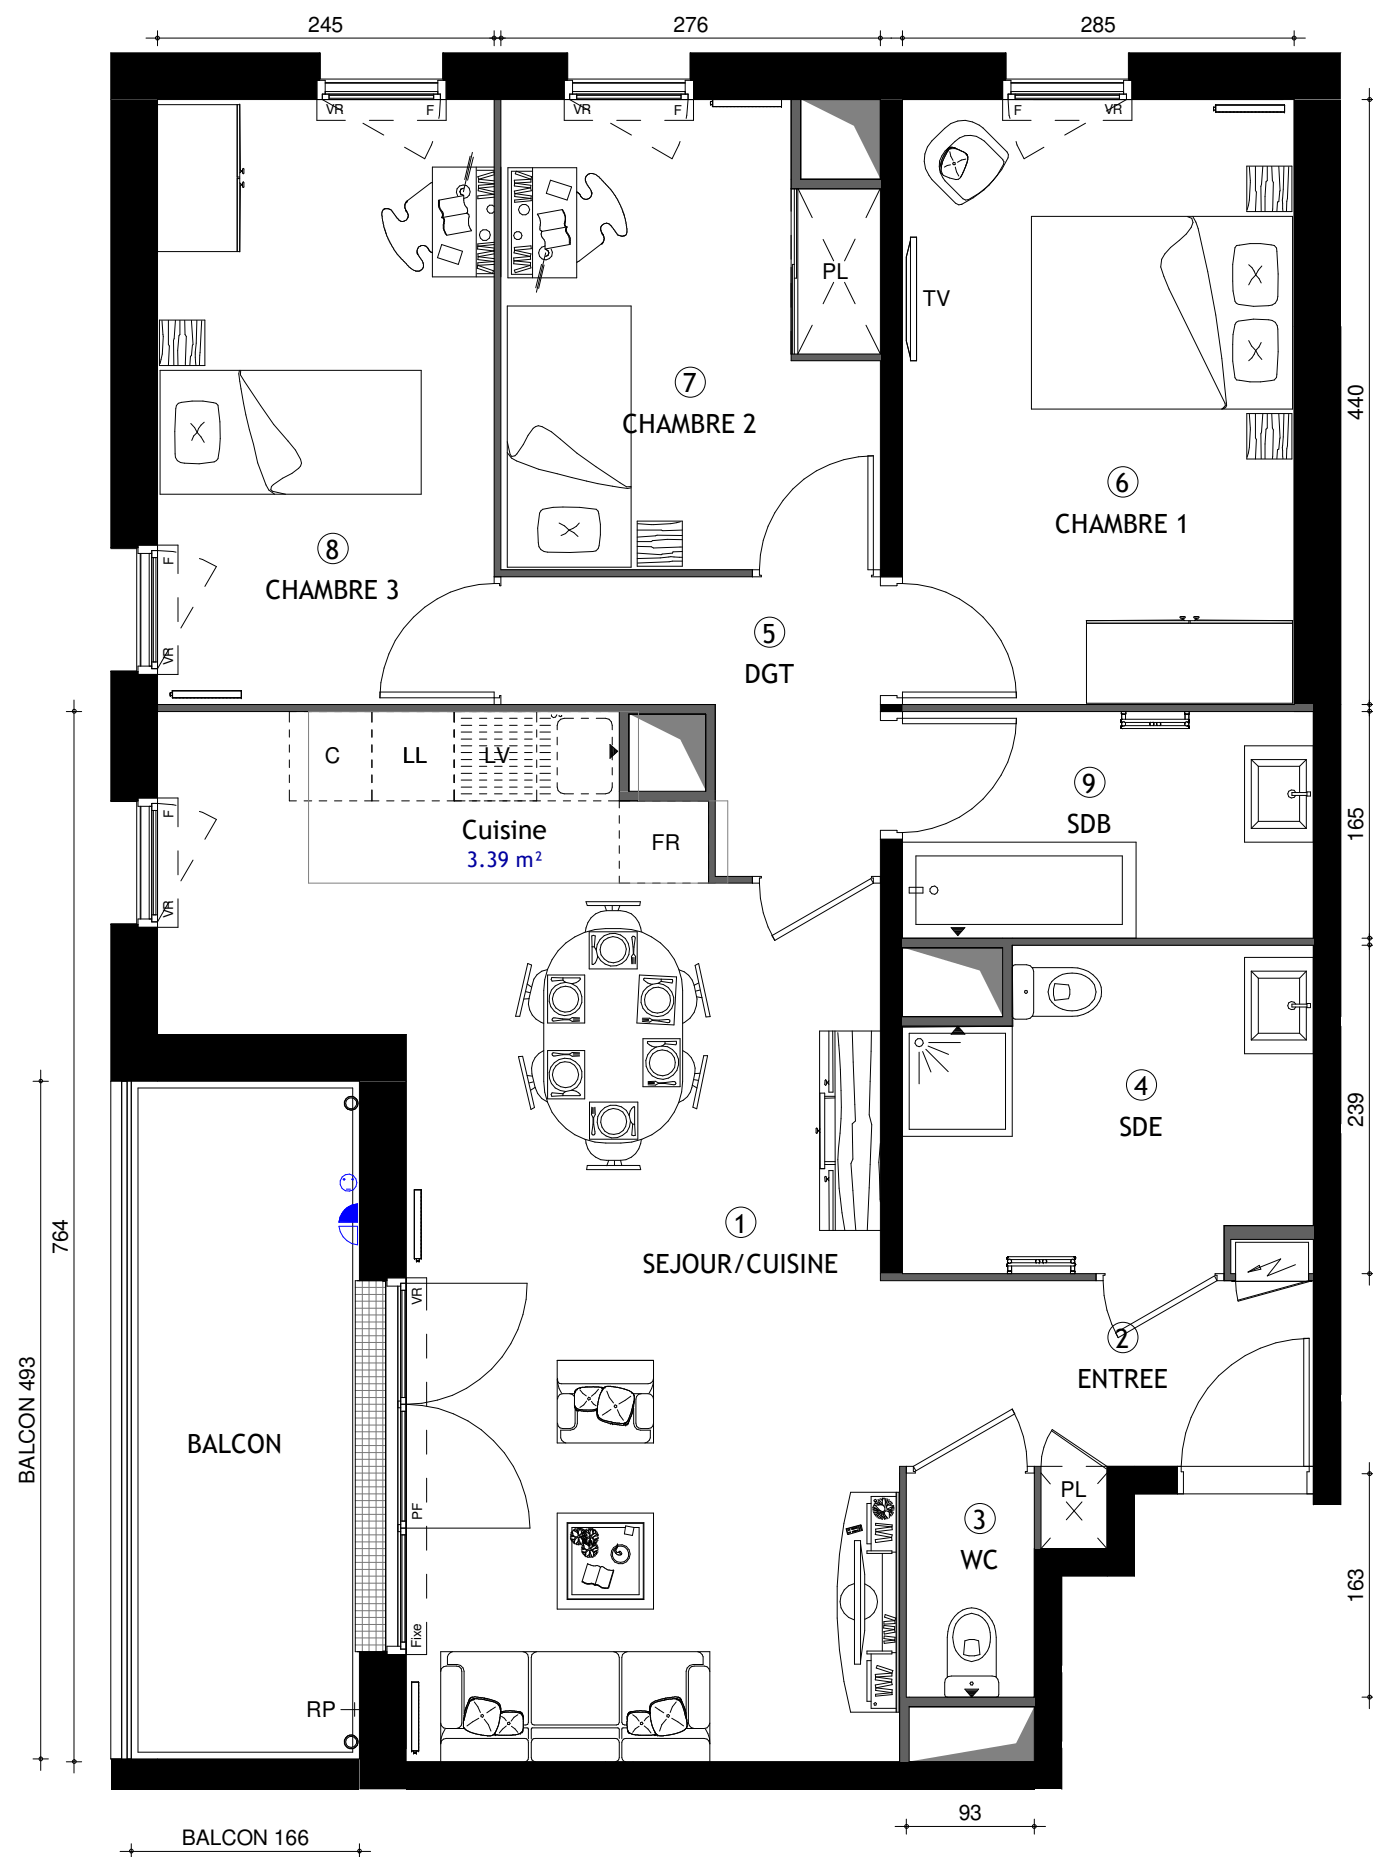 245
276
285
VR
F
VR
F
F
VR
PL
TV
440
7
CHAMBRE 2
6
CHAMBRE 1
8
CHAMBRE 3
F
VR
5
DGT
C
LL
LV
Cuisine
3.39 m²
FR
9
SDB
165
F
VR
4
SDE
239
764
1
SEJOUR/CUISINE
VR
2
ENTREE
BALCON 493
BALCON
PF
PL
3
WC
163
Fixe
RP
93
BALCON 166